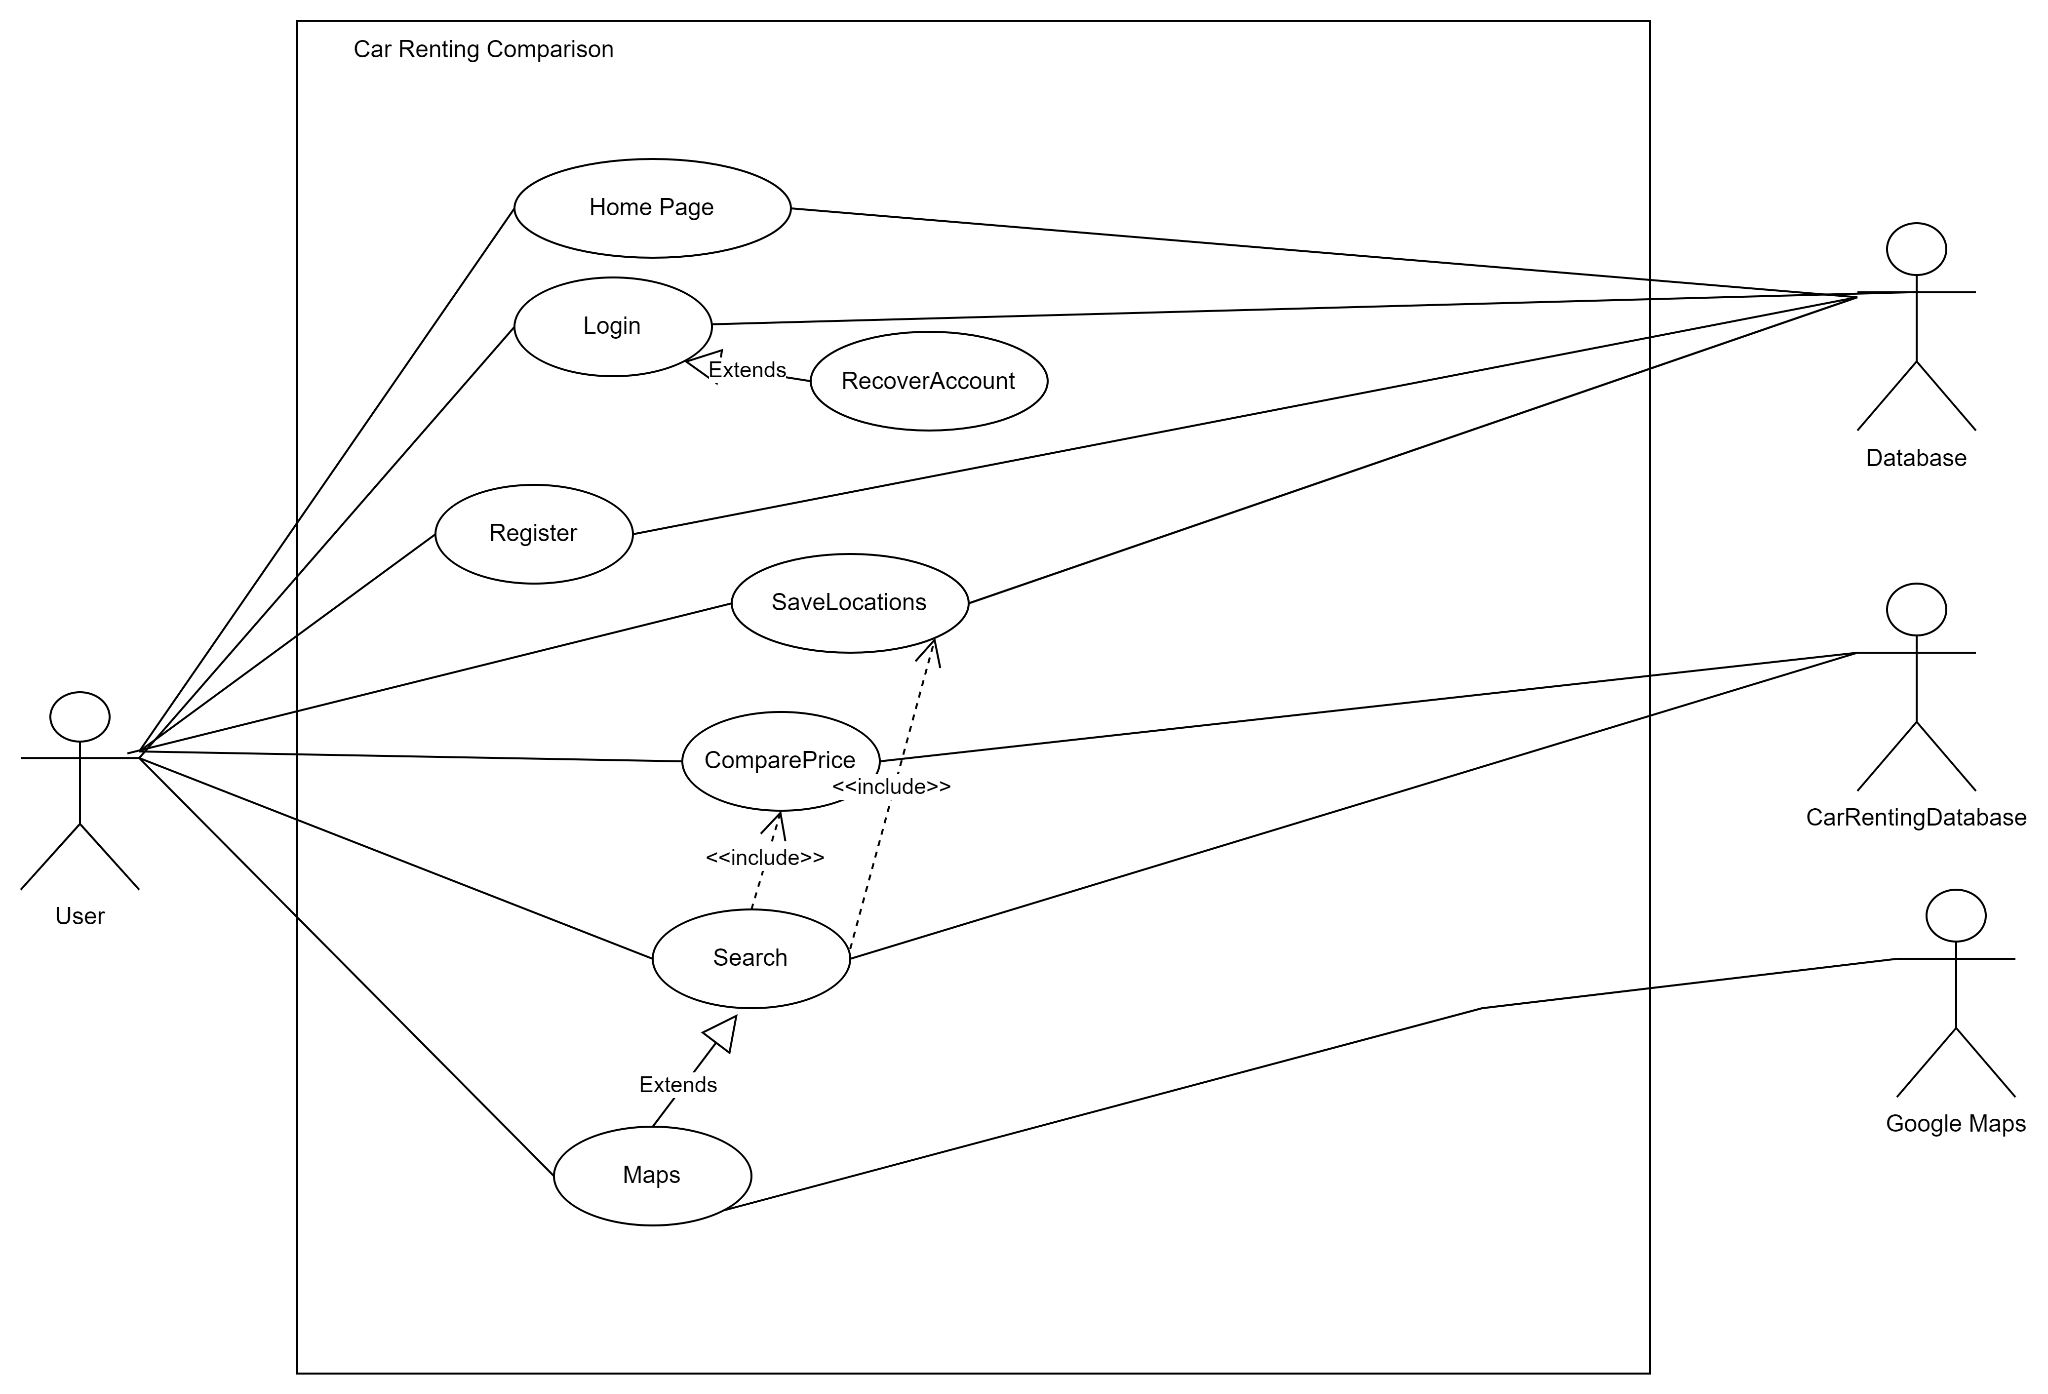 Car Renting Comparison
Home Page
Login
Extends
RecoverAccount
Database
Register
SaveLocations
ComparePrice
<<include>>
CarRentingDatabase
<<include>>
User
Search
Extends
Google Maps
Maps